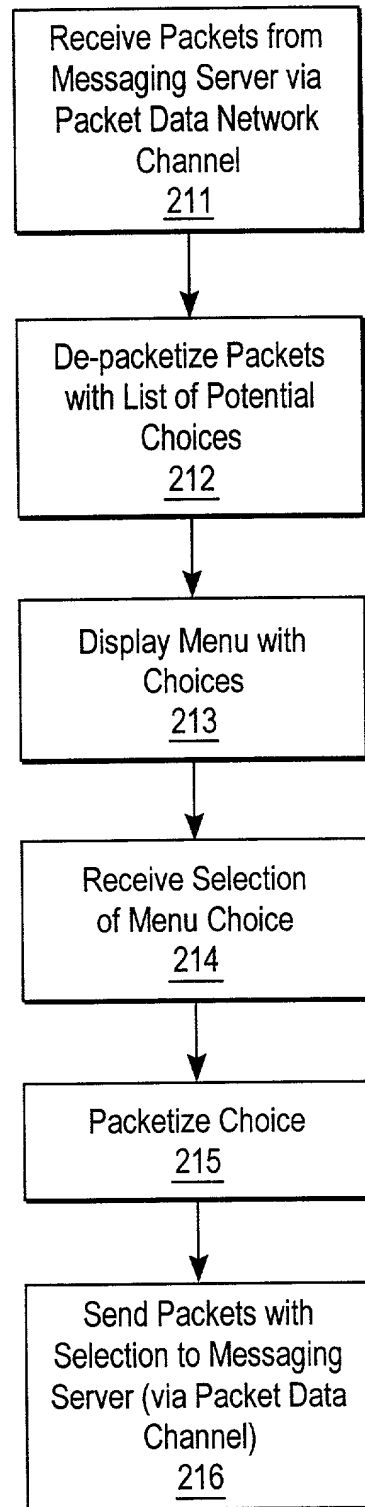 Receive Packets from
Messaging Server via
Packet Data Network
Channel
211
De-packetize Packets
with List of Potential
Choices
212
Display Menu with
Choices
213
Receive Selection
of Menu Choice
214
Packetize Choice
215
Send Packets with
Selection to Messaging
Server (via Packet Data
Channel)
216